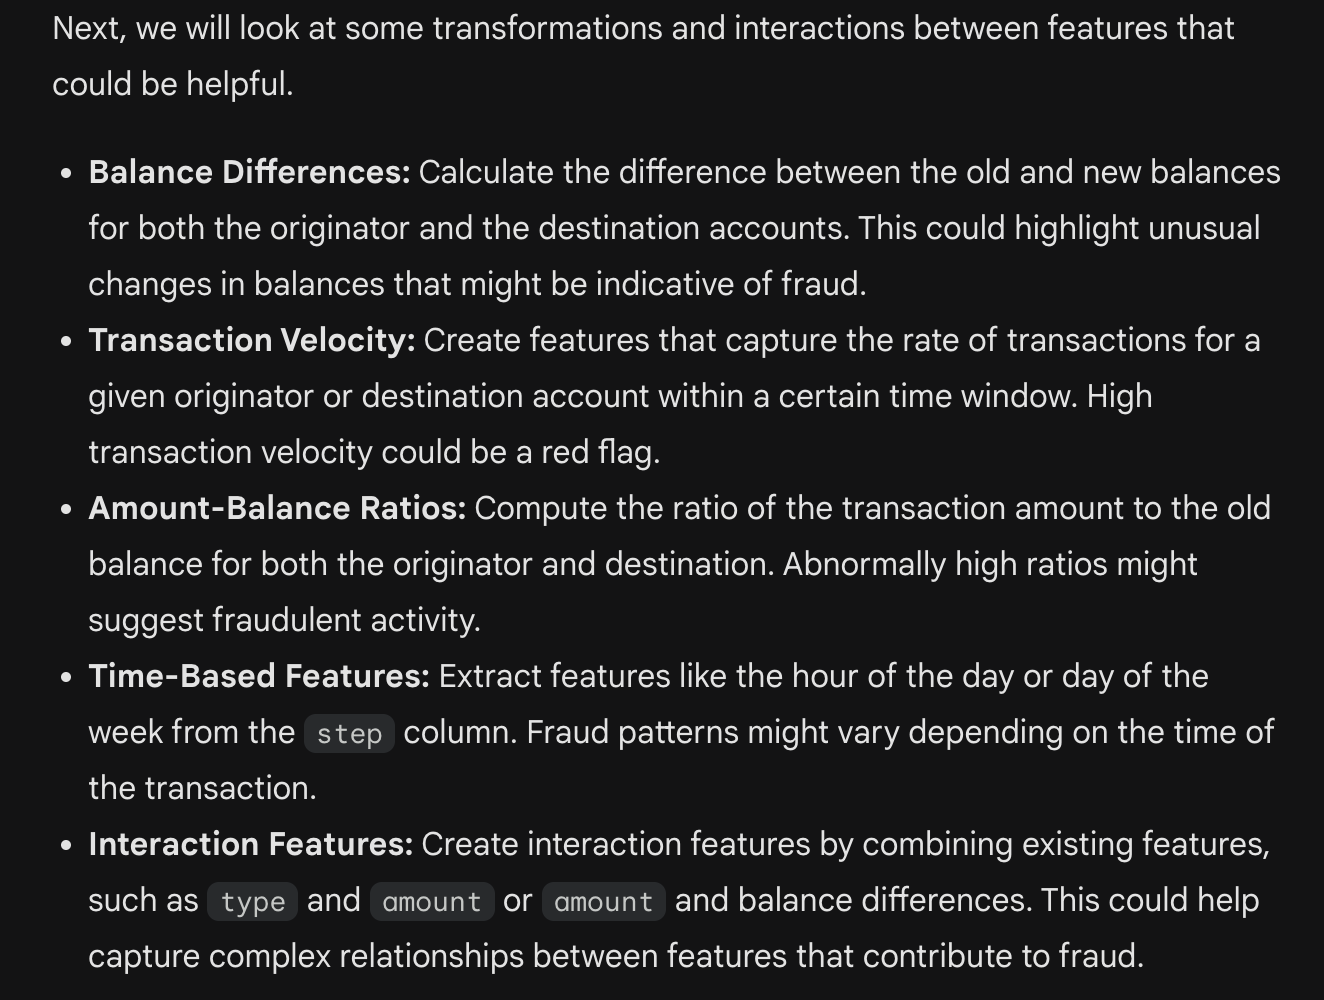 Next, we will look at some transformations and interactions between features that
could be helpful.
• Balance Differences: Calculate the difference between the old and new balances
for both the originator and the destination accounts. This could highlight unusual
changes in balances that might be indicative of fraud.
• Transaction Velocity: Create features that capture the rate of transactions for a
given originator or destination account within a certain time window. High
transaction velocity could be a red flag.
• Amount-Balance Ratios: Compute the ratio of the transaction amount to the old
balance for both the originator and destination. Abnormally high ratios might
suggest fraudulent activity.
• Time-Based Features: Extract features like the hour of the day or day of the
week from the step column. Fraud patterns might vary depending on the time of
the transaction.
• Interaction Features: Create interaction features by combining existing features,
such as type and amount or amount and balance differences. This could help
capture complex relationships between features that contribute to fraud.